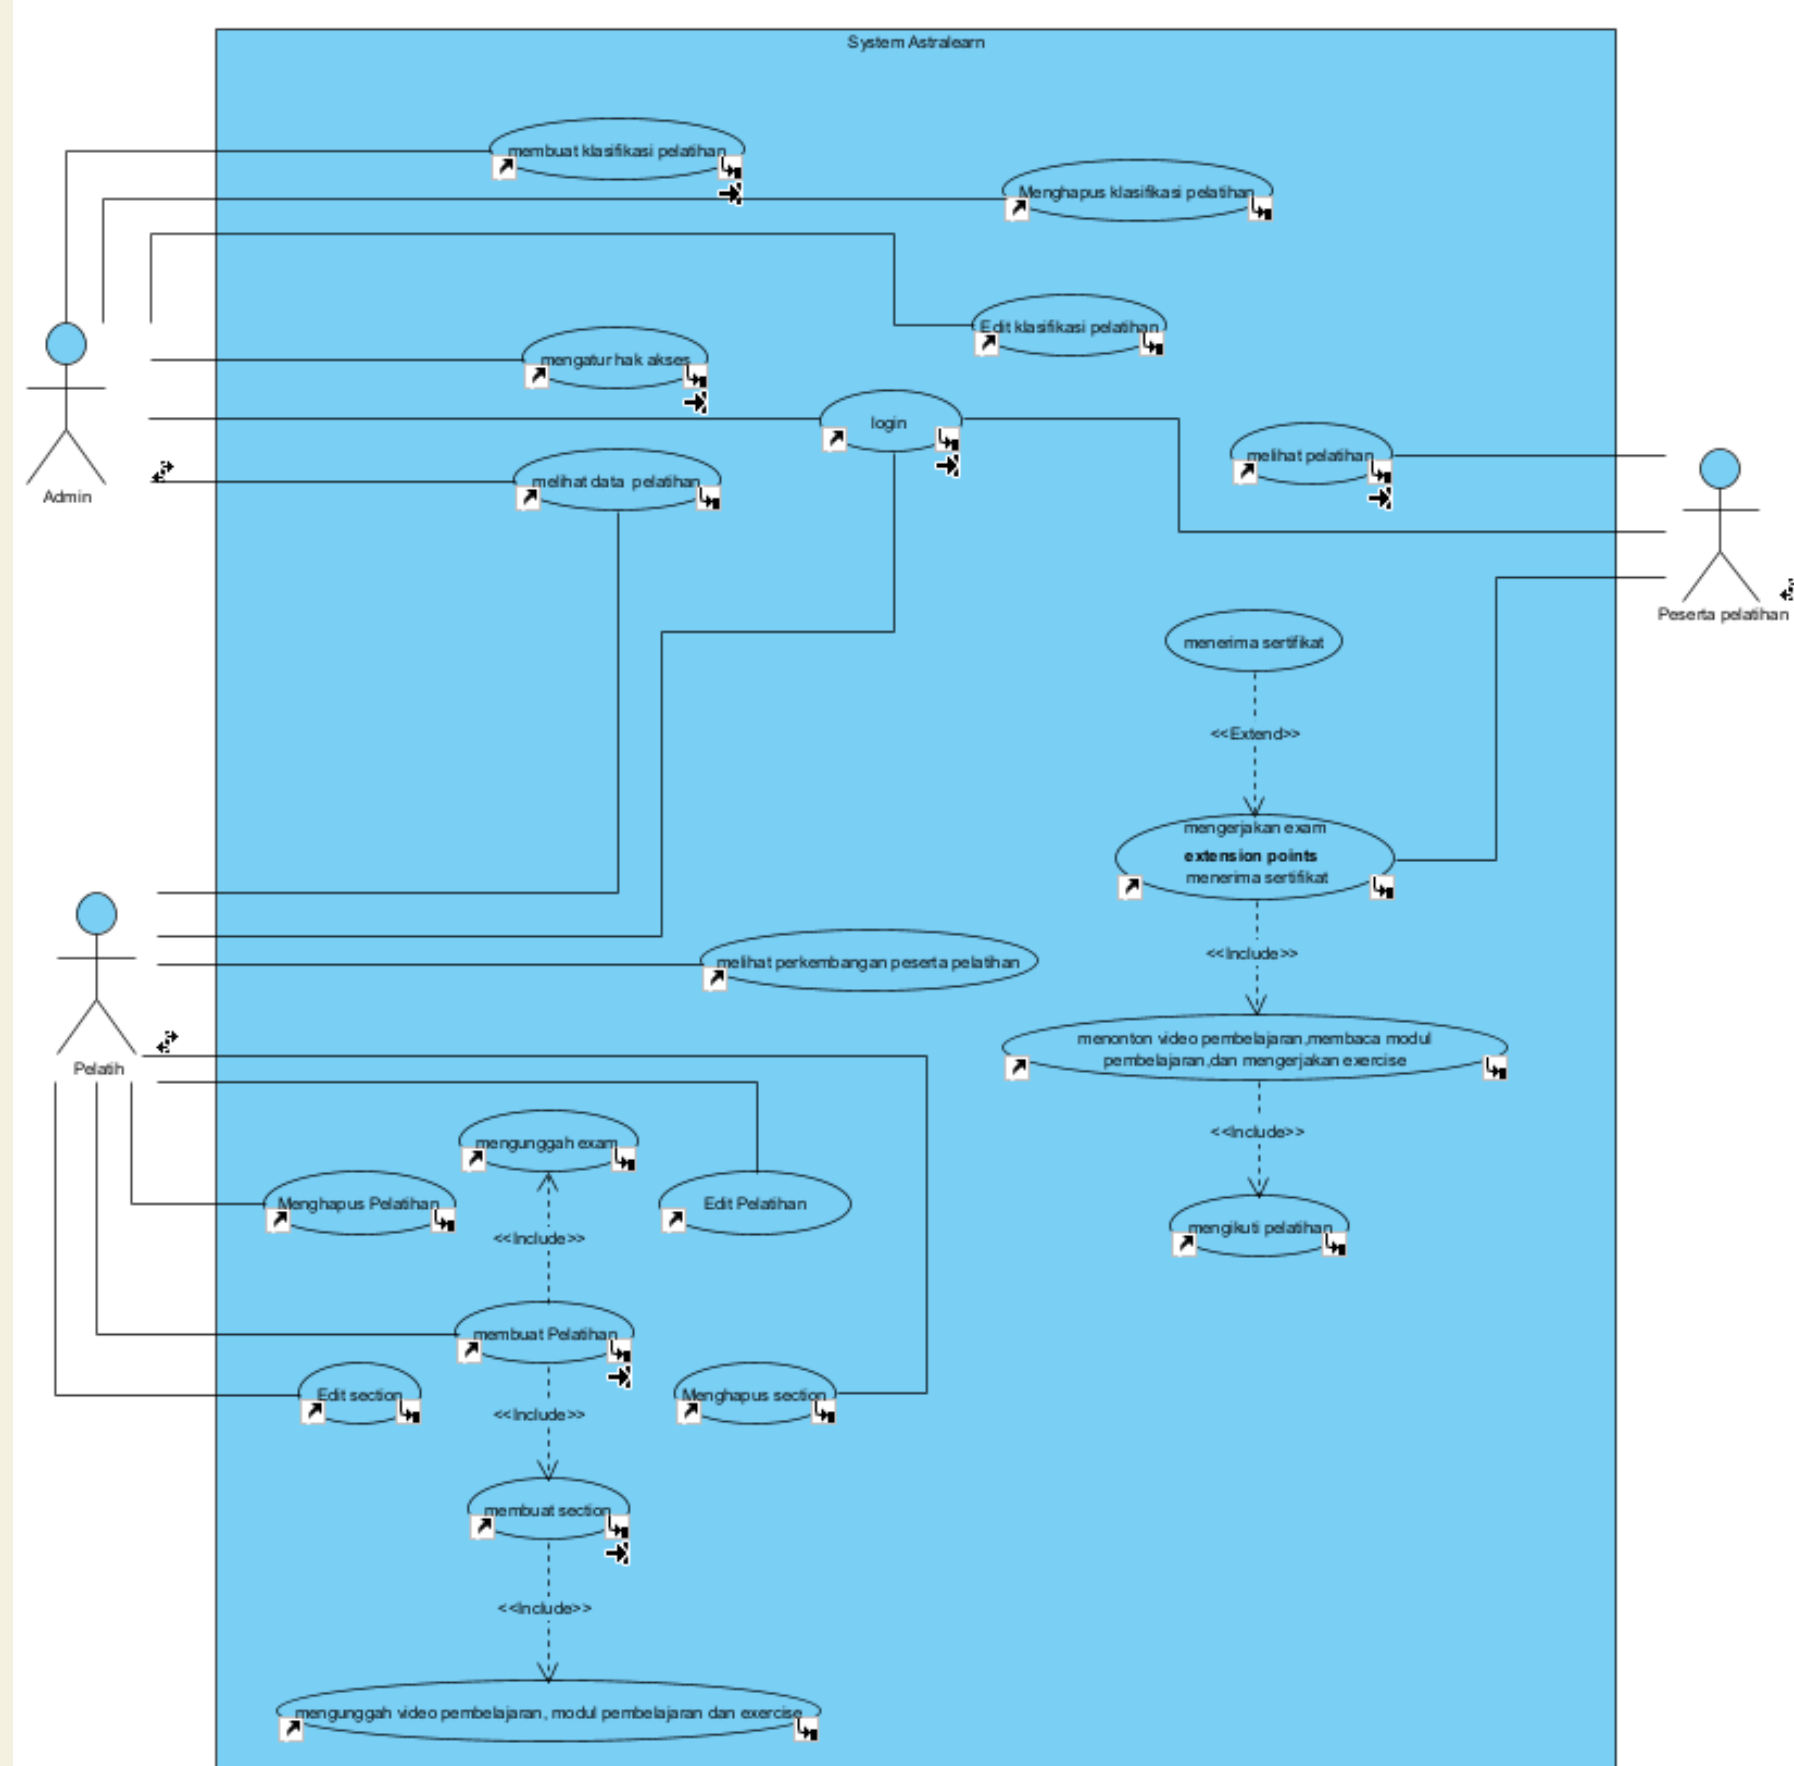 System Astralearn
membuat klasifikasi pelatihan
Menghapus klasifikasi pelatihan
Edit klasifikasi pelatihan
mengatur hak akses
login
melihat pelatihan
melihat data pelatihan
Admin
Peserta pelatihan
menerima sertifikat
<<Extend>>
mengerjakan exam
extension points
menerima sertifikat
<<Include>>
melihat perkembangan peserta pelatihan
menonton video pembelajaran,membaca modul
pembelajaran,dan mengerjakan exercise
Pelatih
<<Include>>
mengunggah exam
Menghapus Pelatihan
Edit Pelatihan
mengikuti pelatihan
<<Include>>
membuat Pelatihan
Edit section
Menghapus section
<<Include>>
membuat section
<<Include>>
mengunggah video pembelajaran, modul pembelajaran dan exercise